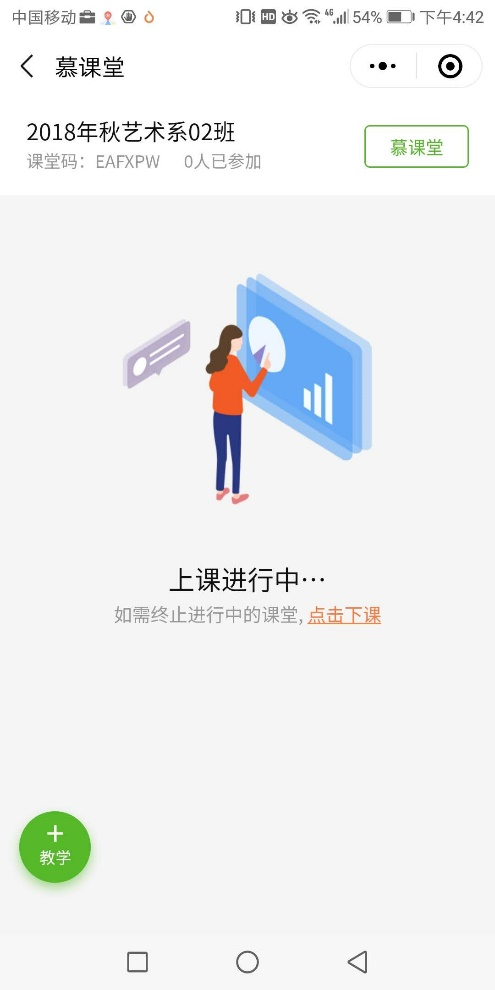 中国移动 HD 4G 54% 下午4:42
慕课堂
2018年秋艺术系02班
课堂码：EAFXPW 0人已参加
慕课堂
上课进行中···
如需终止进行中的课堂, 点击下课
+
教学